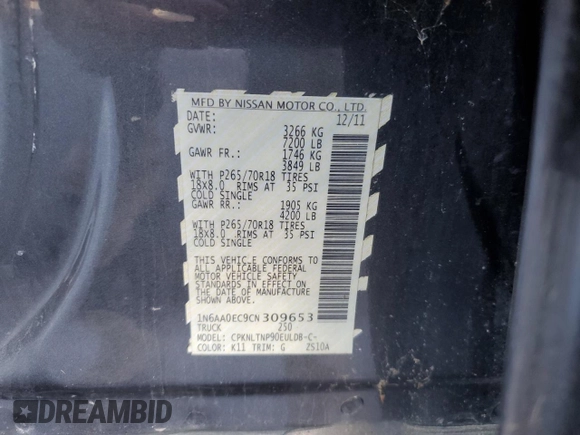 MFD BY NISSAN MOTOR CO., LTD.
DATE: 12/11
GVWR: 3266 KG
7200 LB
GAWR FR.: 1746 KG
3849 LB
WITH P265/70R18 TIRES
18X8.0 RIMS AT 35 PSI
COLD SINGLE
GAWR RR.: 1905 KG
4200 LB
WITH P265/70R18 TIRES
18X8.0 RIMS AT 35 PSI
COLD SINGLE
THIS VEHICLE CONFORMS TO
ALL APPLICABLE FEDERAL
MOTOR VEHICLE SAFETY
STANDARDS IN EFFECT ON
THE DATE OF MANUFACTURE
SHOWN ABOVE.
1N6AA0EC9CN309653
TRUCK 250
MODEL: CPKNLTNP90EULDB-C-
COLOR: K11 TRIM: G ZS10A
DREAMBID